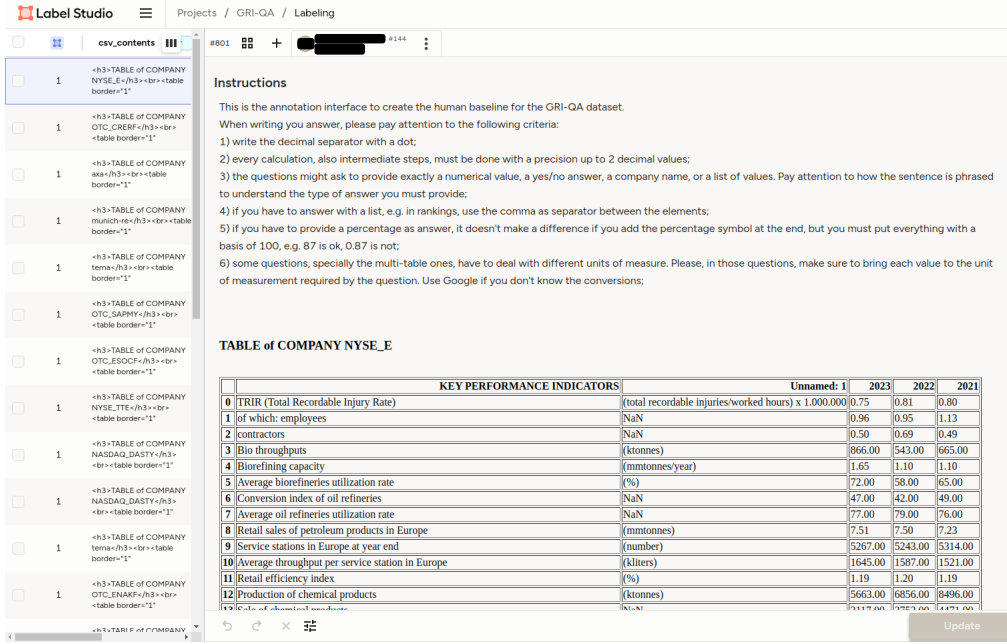 Label Studio
Projects / GRI-QA / Labeling
csv_contents
#801
#144
1 <h3>TABLE of COMPANY
NYSE_E</h3><br><table
border="1"
1 <h3>TABLE of COMPANY
OTC_CRERF</h3><br>
<table border="1"
1 <h3>TABLE of COMPANY
axa</h3><br><table
border="1"
1 <h3>TABLE of COMPANY
munich-re</h3><br><table
border="1"
1 <h3>TABLE of COMPANY
terna</h3><br><table
border="1"
1 <h3>TABLE of COMPANY
OTC_SAPMY</h3><br>
<table border="1"
1 <h3>TABLE of COMPANY
OTC_ESOCF</h3><br>
<table border="1"
1 <h3>TABLE of COMPANY
NYSE_TTE</h3><br>
<table border="1"
1 <h3>TABLE of COMPANY
NASDAQ_DASTY</h3>
<br><table border="1"
1 <h3>TABLE of COMPANY
NASDAQ_DASTY</h3>
<br><table border="1"
1 <h3>TABLE of COMPANY
terna</h3><br><table
border="1"
1 <h3>TABLE of COMPANY
OTC_ENAKF</h3><br>
<table border="1"
<h3>TABLE of COMPANY
Instructions
This is the annotation interface to create the human baseline for the GRI-QA dataset.
When writing you answer, please pay attention to the following criteria:
1) write the decimal separator with a dot;
2) every calculation, also intermediate steps, must be done with a precision up to 2 decimal values;
3) the questions might ask to provide exactly a numerical value, a yes/no answer, a company name, or a list of values. Pay attention to how the sentence is phrased
to understand the type of answer you must provide;
4) if you have to answer with a list, e.g. in rankings, use the comma as separator between the elements;
5) if you have to provide a percentage as answer, it doesn't make a difference if you add the percentage symbol at the end, but you must put everything with a
basis of 100, e.g. 87 is ok, 0.87 is not;
6) some questions, specially the multi-table ones, have to deal with different units of measure. Please, in those questions, make sure to bring each value to the unit
of measurement required by the question. Use Google if you don't know the conversions;
TABLE of COMPANY NYSE_E
KEY PERFORMANCE INDICATORS Unnamed: 1 2023 2022 2021
0 TRIR (Total Recordable Injury Rate) (total recordable injuries/worked hours) x 1.000.000 0.75 0.81 0.80
1 of which: employees NaN 0.96 0.95 1.13
2 contractors NaN 0.50 0.69 0.49
3 Bio throughputs (ktonnes) 866.00 543.00 665.00
4 Biorefining capacity (mmtonnes/year) 1.65 1.10 1.10
5 Average biorefineries utilization rate (%) 72.00 58.00 65.00
6 Conversion index of oil refineries NaN 47.00 42.00 49.00
7 Average oil refineries utilization rate NaN 77.00 79.00 76.00
8 Retail sales of petroleum products in Europe (mmtonnes) 7.51 7.50 7.23
9 Service stations in Europe at year end (number) 5267.00 5243.00 5314.00
10 Average throughput per service station in Europe (kliters) 1645.00 1587.00 1521.00
11 Retail efficiency index (%) 1.19 1.20 1.19
12 Production of chemical products (ktonnes) 5663.00 6856.00 8496.00
13 Sale of chemical products NaN 3117.00 3752.00 4471.00
Update